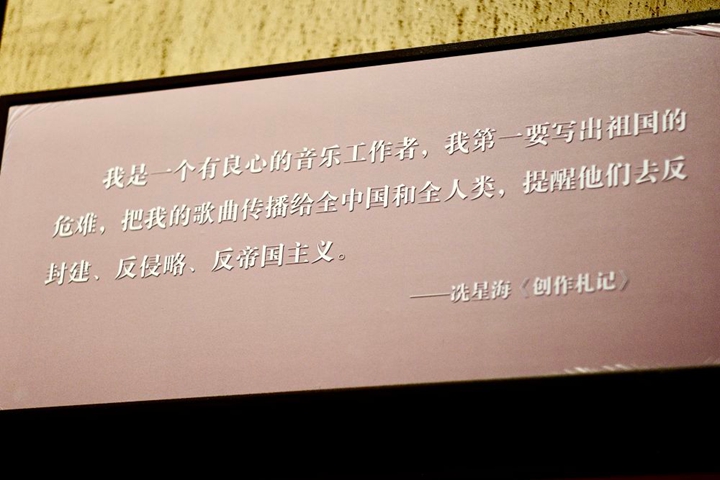 我是一个有良心的音乐工作者，我第一要写出祖国的
危难，把我的歌曲传播给全中国和全人类，提醒他们去反
封建、反侵略、反帝国主义。
——冼星海《创作札记》